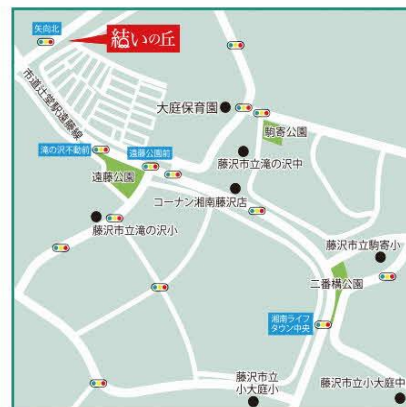 矢向北
結いの丘
市道辻堂駅遠藤線
大庭保育園
駒寄公園
滝の沢不動前
遠藤公園前
藤沢市立滝の沢中
遠藤公園
コーナン湘南藤沢店
藤沢市立滝の沢小
藤沢市立駒寄小
二番構公園
湘南ライフ
タウン中央
藤沢市立
小大庭小
藤沢市立小大庭中